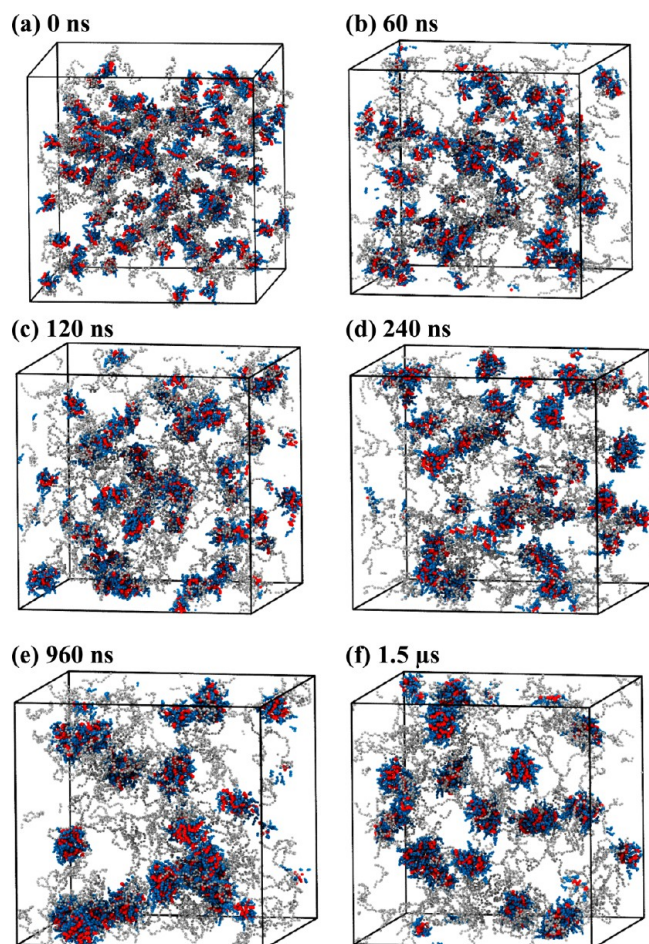 (a) 0 ns
(b) 60 ns
(c) 120 ns
(d) 240 ns
(e) 960 ns
(f) 1.5 μs